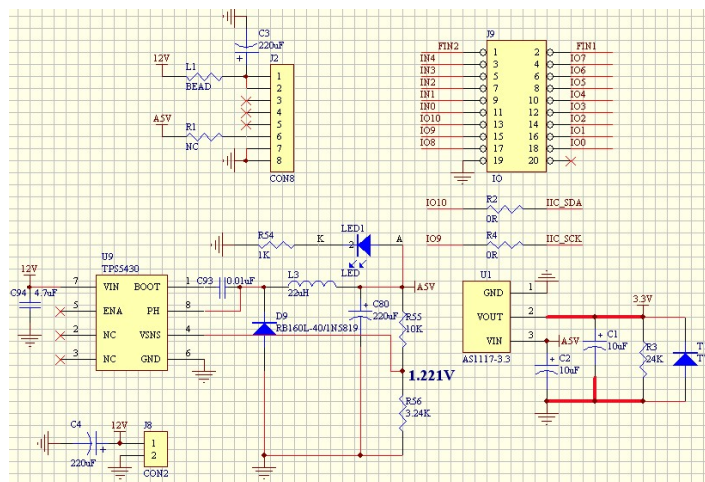 C3
220uF
+
12V
L1
BEAD
A5V
R1
NC
J2
1
2
3
4
5
6
7
8
CON8
J9
FIN2 1 2 FIN1
IN4 3 4 IO7
IN3 5 6 IO6
IN2 7 8 IO5
IN1 9 10 IO4
IN0 11 12 IO3
IO10 13 14 IO2
IO9 15 16 IO1
IO8 17 18 IO0
19 20
IO
IO10 R2 IIC_SDA
0R
IO9 R4 IIC_SCK
0R
R54
1K
K
LED1
2
A
LED
U9
TPS5430
12V
7 VIN BOOT 1
5 ENA PH 8
2 NC VSNS 4
3 NC GND 6
C94 4.7uF
C93 0.01uF
L3
22uH
A5V
D9
RB160L-40/1N5819
+ C80
220uF
R55
10K
1.221V
R56
3.24K
U1
GND 1
VOUT 2
VIN 3
AS1117-3.3
A5V
3.3V
+ C2
10uF
+ C1
10uF
R3
24K
T
T
C4
220uF
+
12V
J8
1
2
CON2